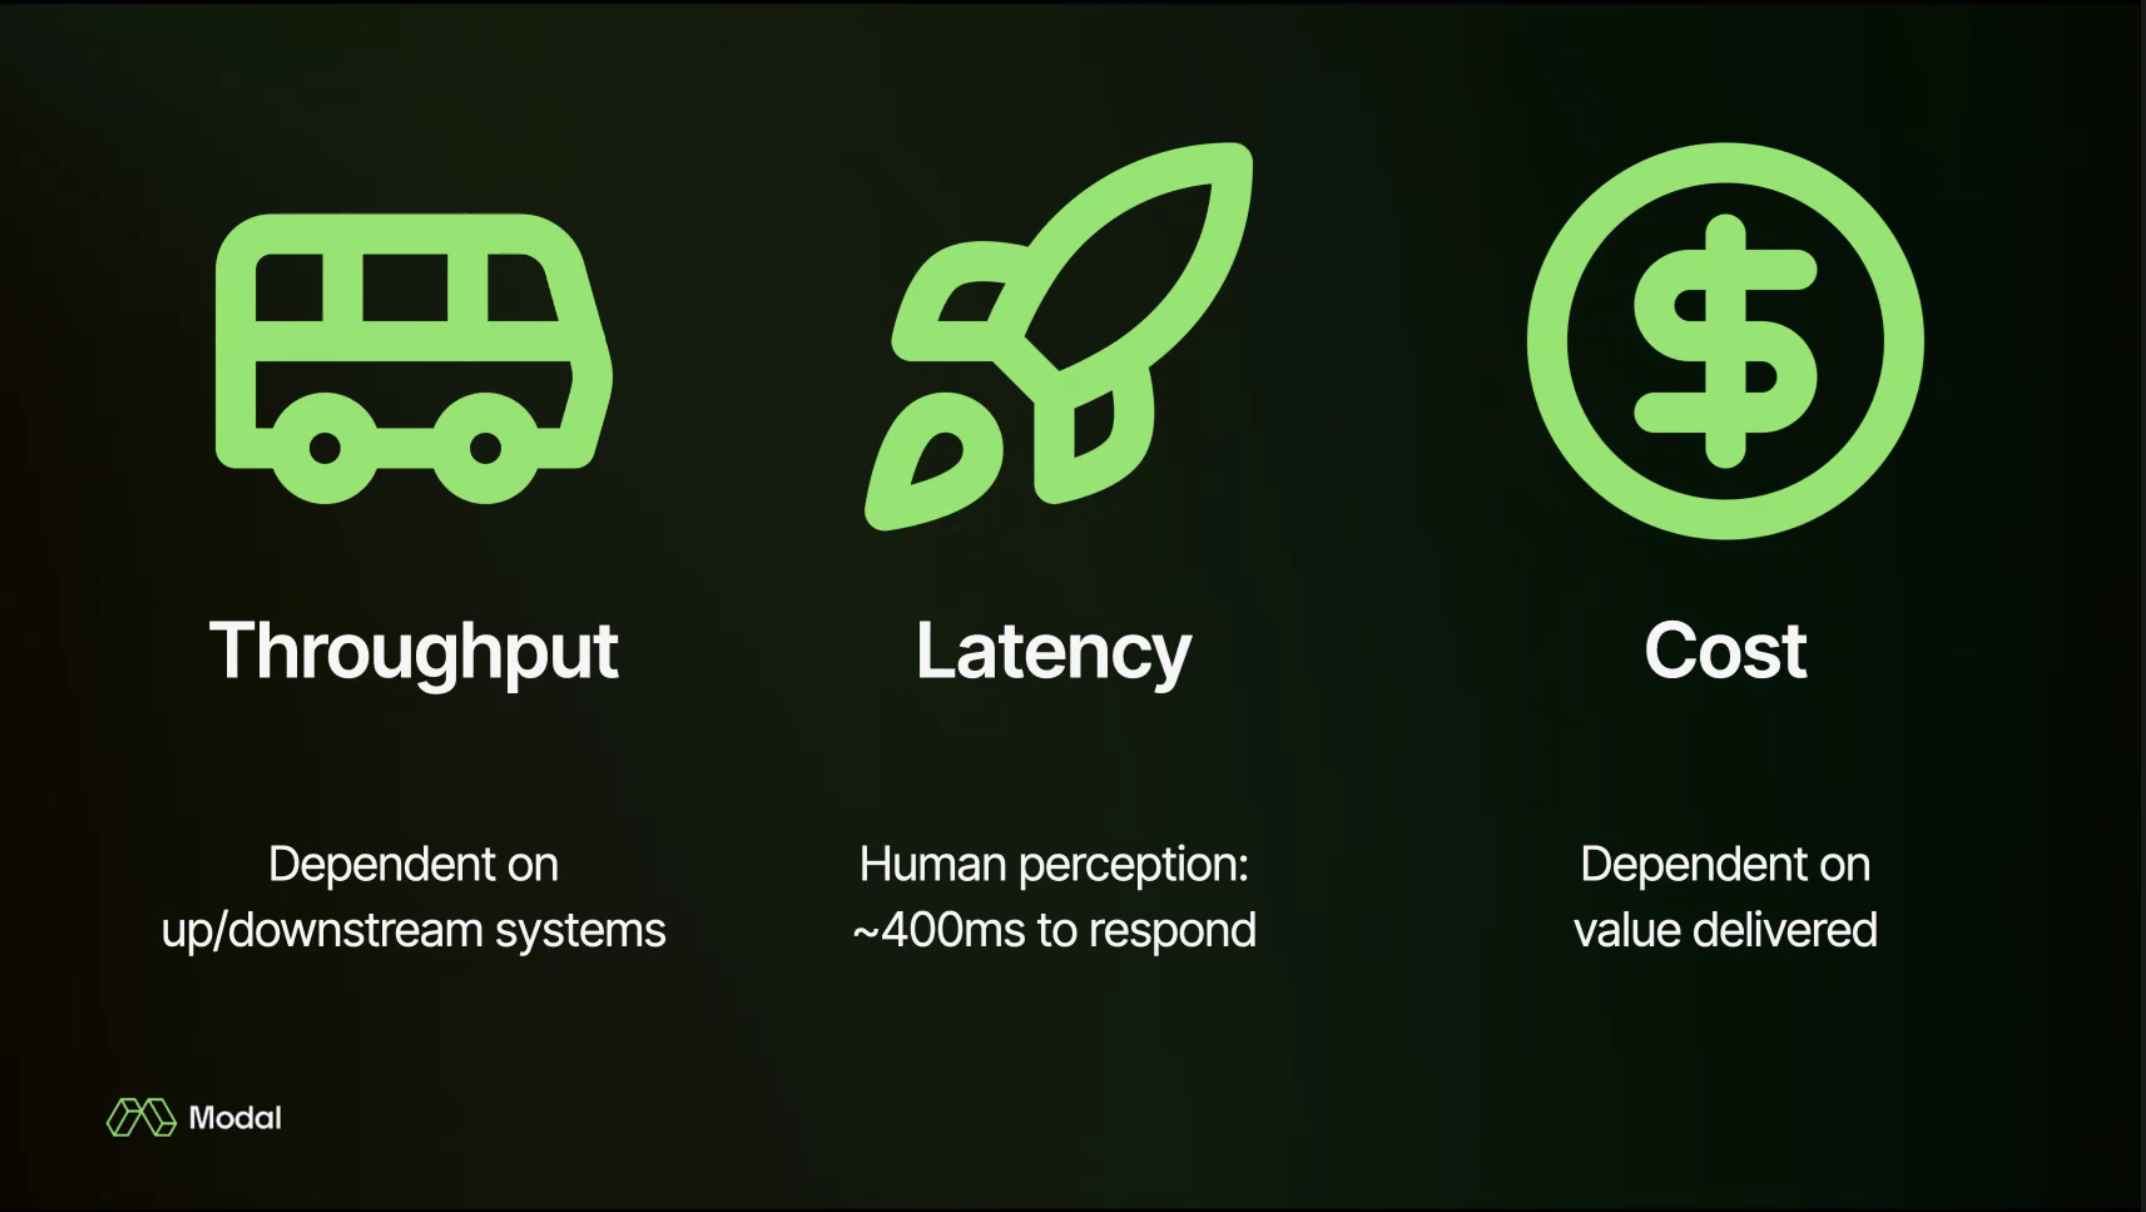 Throughput
Latency
Cost
Dependent on
up/downstream systems
Human perception:
~400ms to respond
Dependent on
value delivered
Modal